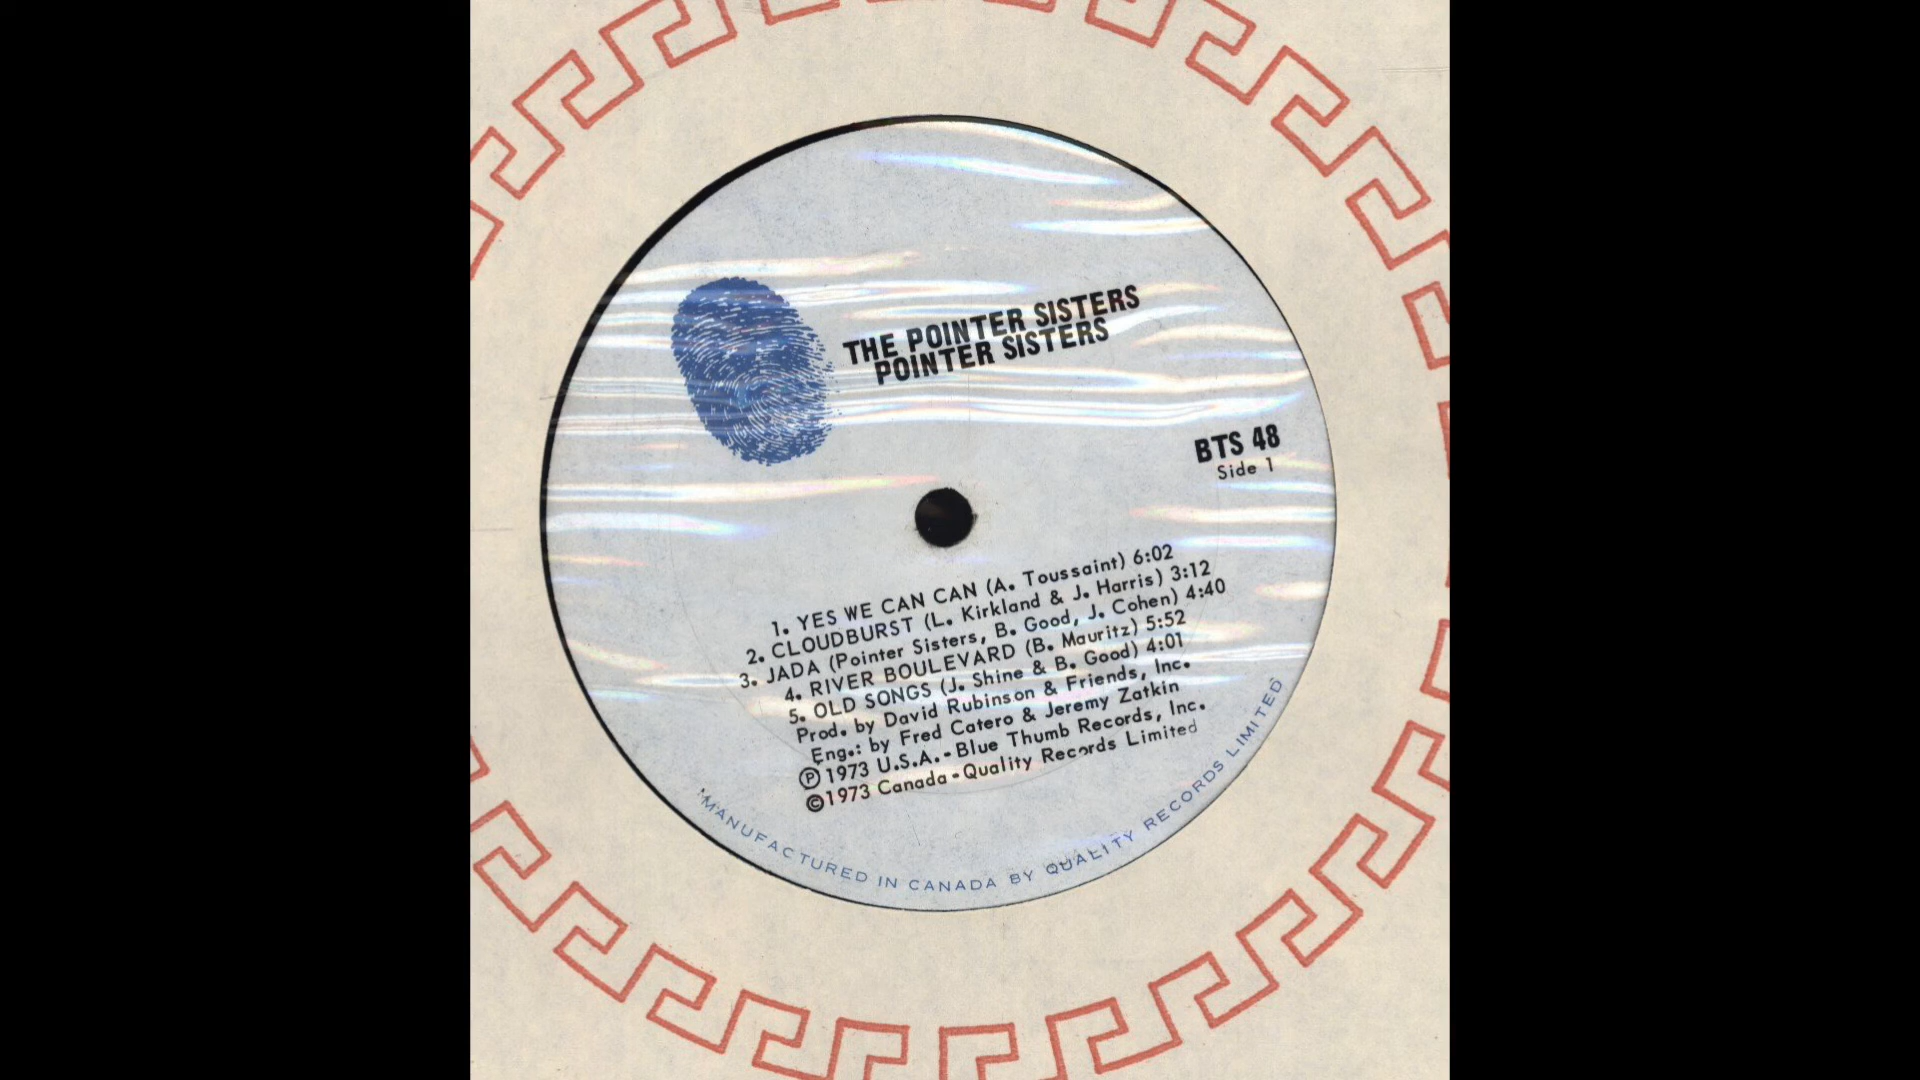 THE POINTER SISTERS
POINTER SISTERS
BTS 48
Side 1
1. YES WE CAN CAN (A. Toussaint) 6:02
2. CLOUDBURST (L. Kirkland & J. Harris) 3:12
3. JADA (Pointer Sisters, B. Good, J. Cohen) 4:40
4. RIVER BOULEVARD (B. Mauritz) 5:52
5. OLD SONGS (J. Shine & B. Good) 4:01
Prod. by David Rubinson & Friends, Inc.
Eng.: by Fred Catero & Jeremy Zatkin
Ⓟ1973 U.S.A.-Blue Thumb Records, Inc.
©1973 Canada-Quality Records Limited
MANUFACTURED IN CANADA BY QUALITY RECORDS LIMITED